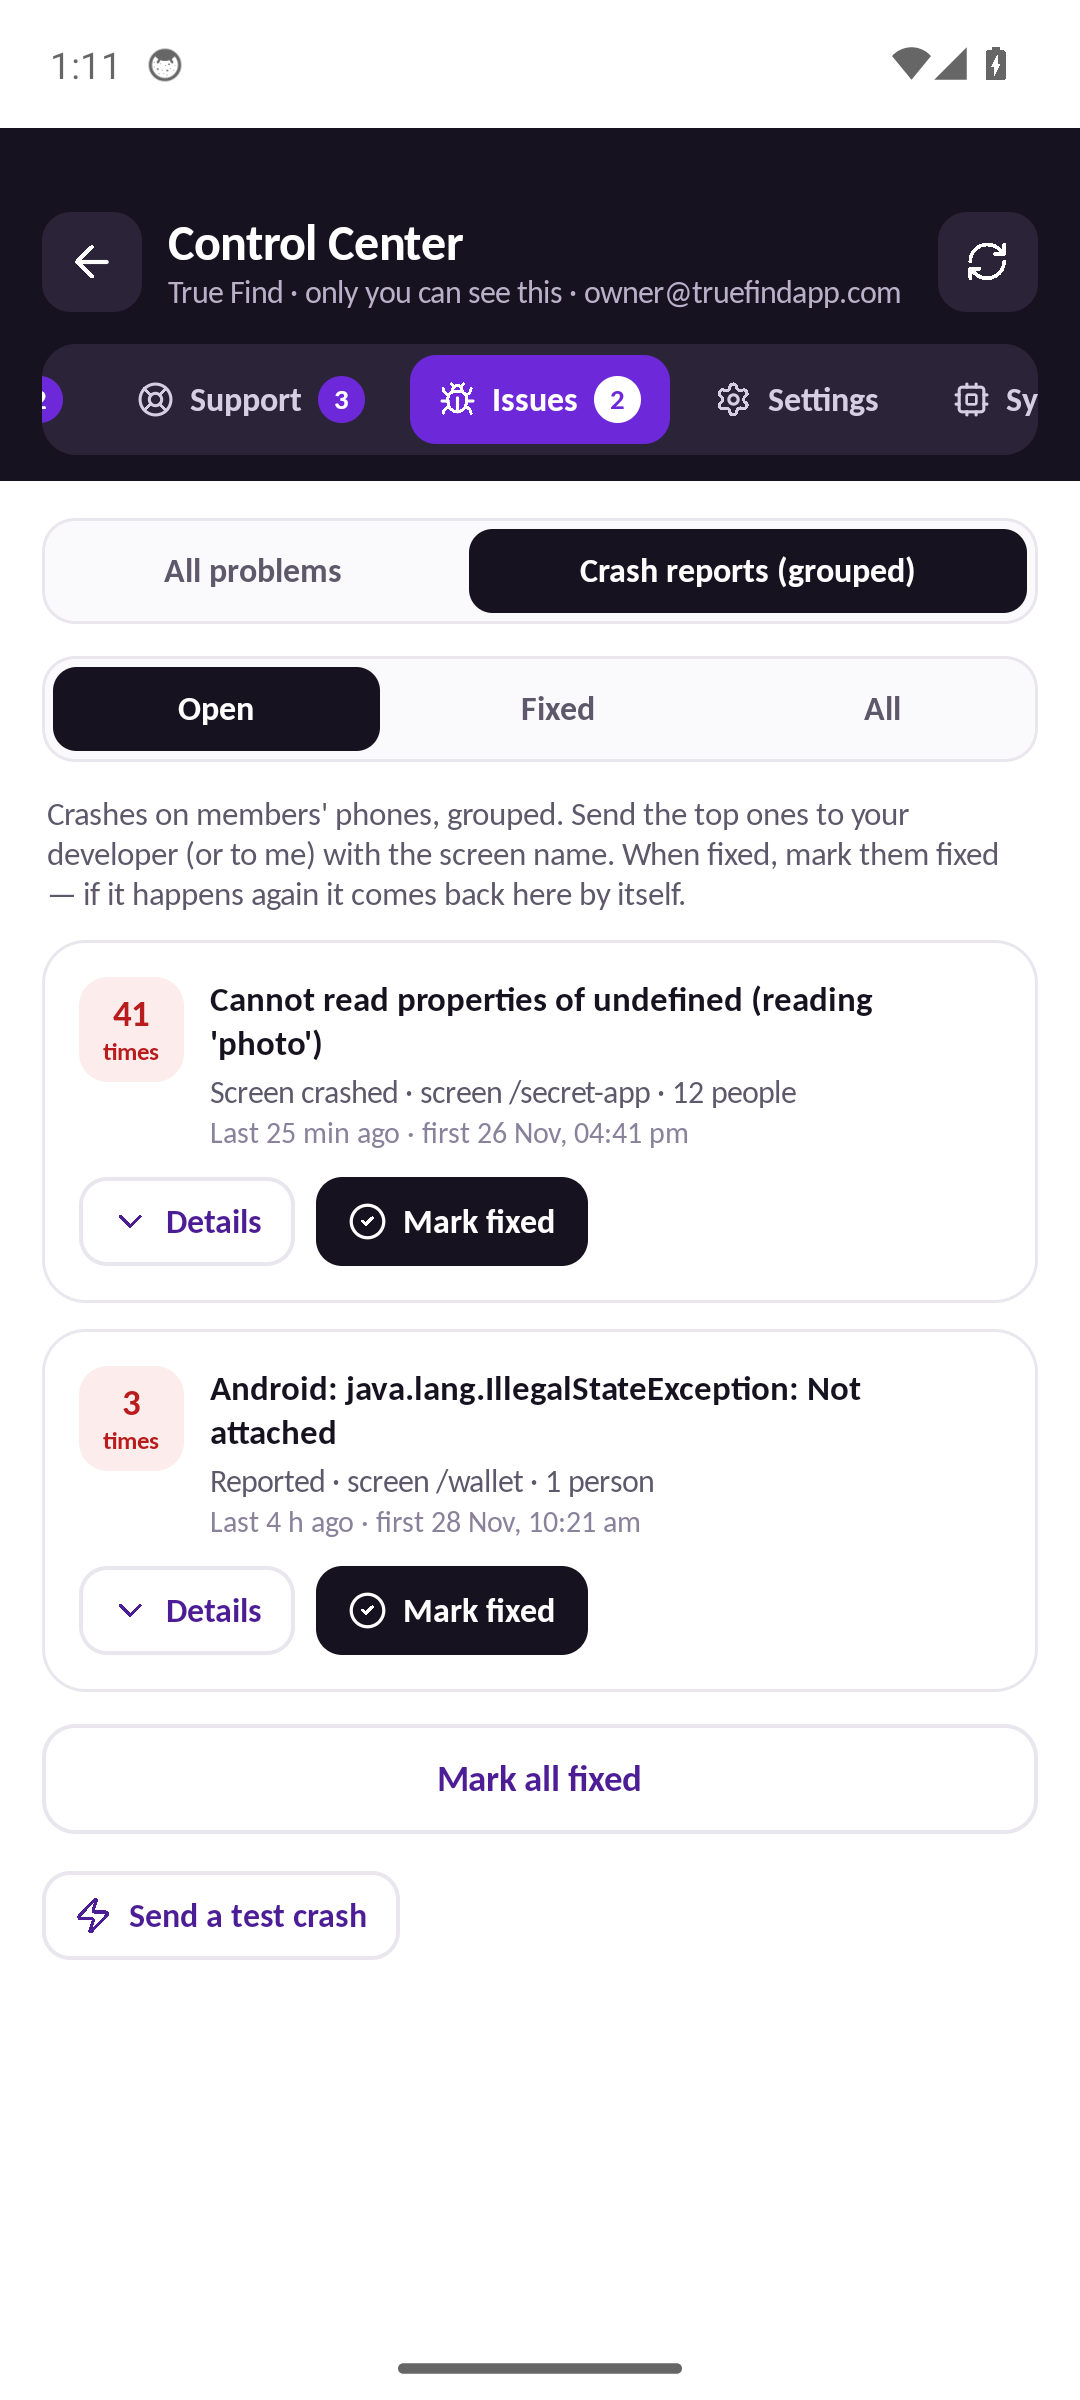 1:11
Control Center
True Find · only you can see this · owner@truefindapp.com
2 Support 3 Issues 2 Settings Sy
All problems Crash reports (grouped)
Open Fixed All
Crashes on members' phones, grouped. Send the top ones to your
developer (or to me) with the screen name. When fixed, mark them fixed
— if it happens again it comes back here by itself.
41
times
Cannot read properties of undefined (reading
'photo')
Screen crashed · screen /secret-app · 12 people
Last 25 min ago · first 26 Nov, 04:41 pm
Details Mark fixed
3
times
Android: java.lang.IllegalStateException: Not
attached
Reported · screen /wallet · 1 person
Last 4 h ago · first 28 Nov, 10:21 am
Details Mark fixed
Mark all fixed
Send a test crash